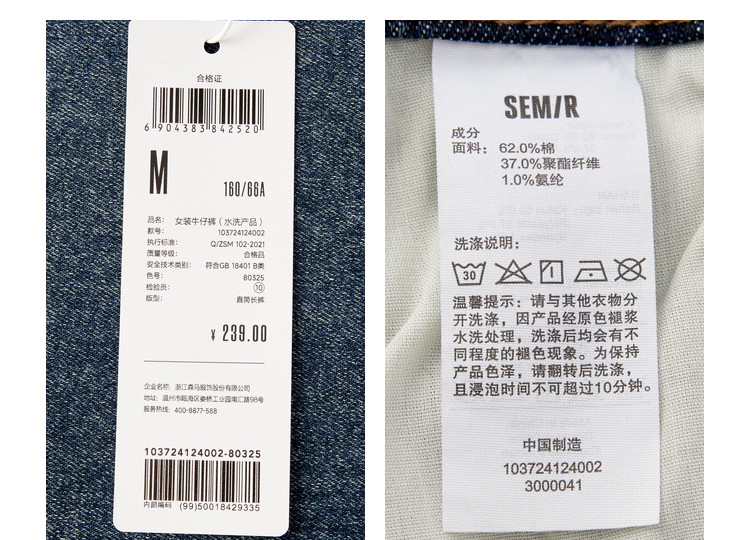 合格证
6 904383 842520
M
160/66A
品名: 女装牛仔裤(水洗产品)
款号: 103724124002
执行标准: Q/ZSM 102-2021
质量等级: 合格品
安全技术类别: 符合GB 18401 B类
色号: 80325
检验员: 10
版型: 直筒长裤
¥ 239.00
企业名称: 浙江森马服饰股份有限公司
地址: 温州市瓯海区娄桥工业园南汇路98号
服务热线: 400-8877-588
103724124002-80325
内部编码 (99)50018429335
SEMIR
成分
面料: 62.0%棉
37.0%聚酯纤维
1.0%氨纶
洗涤说明:
30
温馨提示: 请与其他衣物分
开洗涤, 因产品经原色褪浆
水洗处理, 洗涤后均会有不
同程度的褪色现象。为保持
产品色泽, 请翻转后洗涤,
且浸泡时间不可超过10分钟。
中国制造
103724124002
3000041